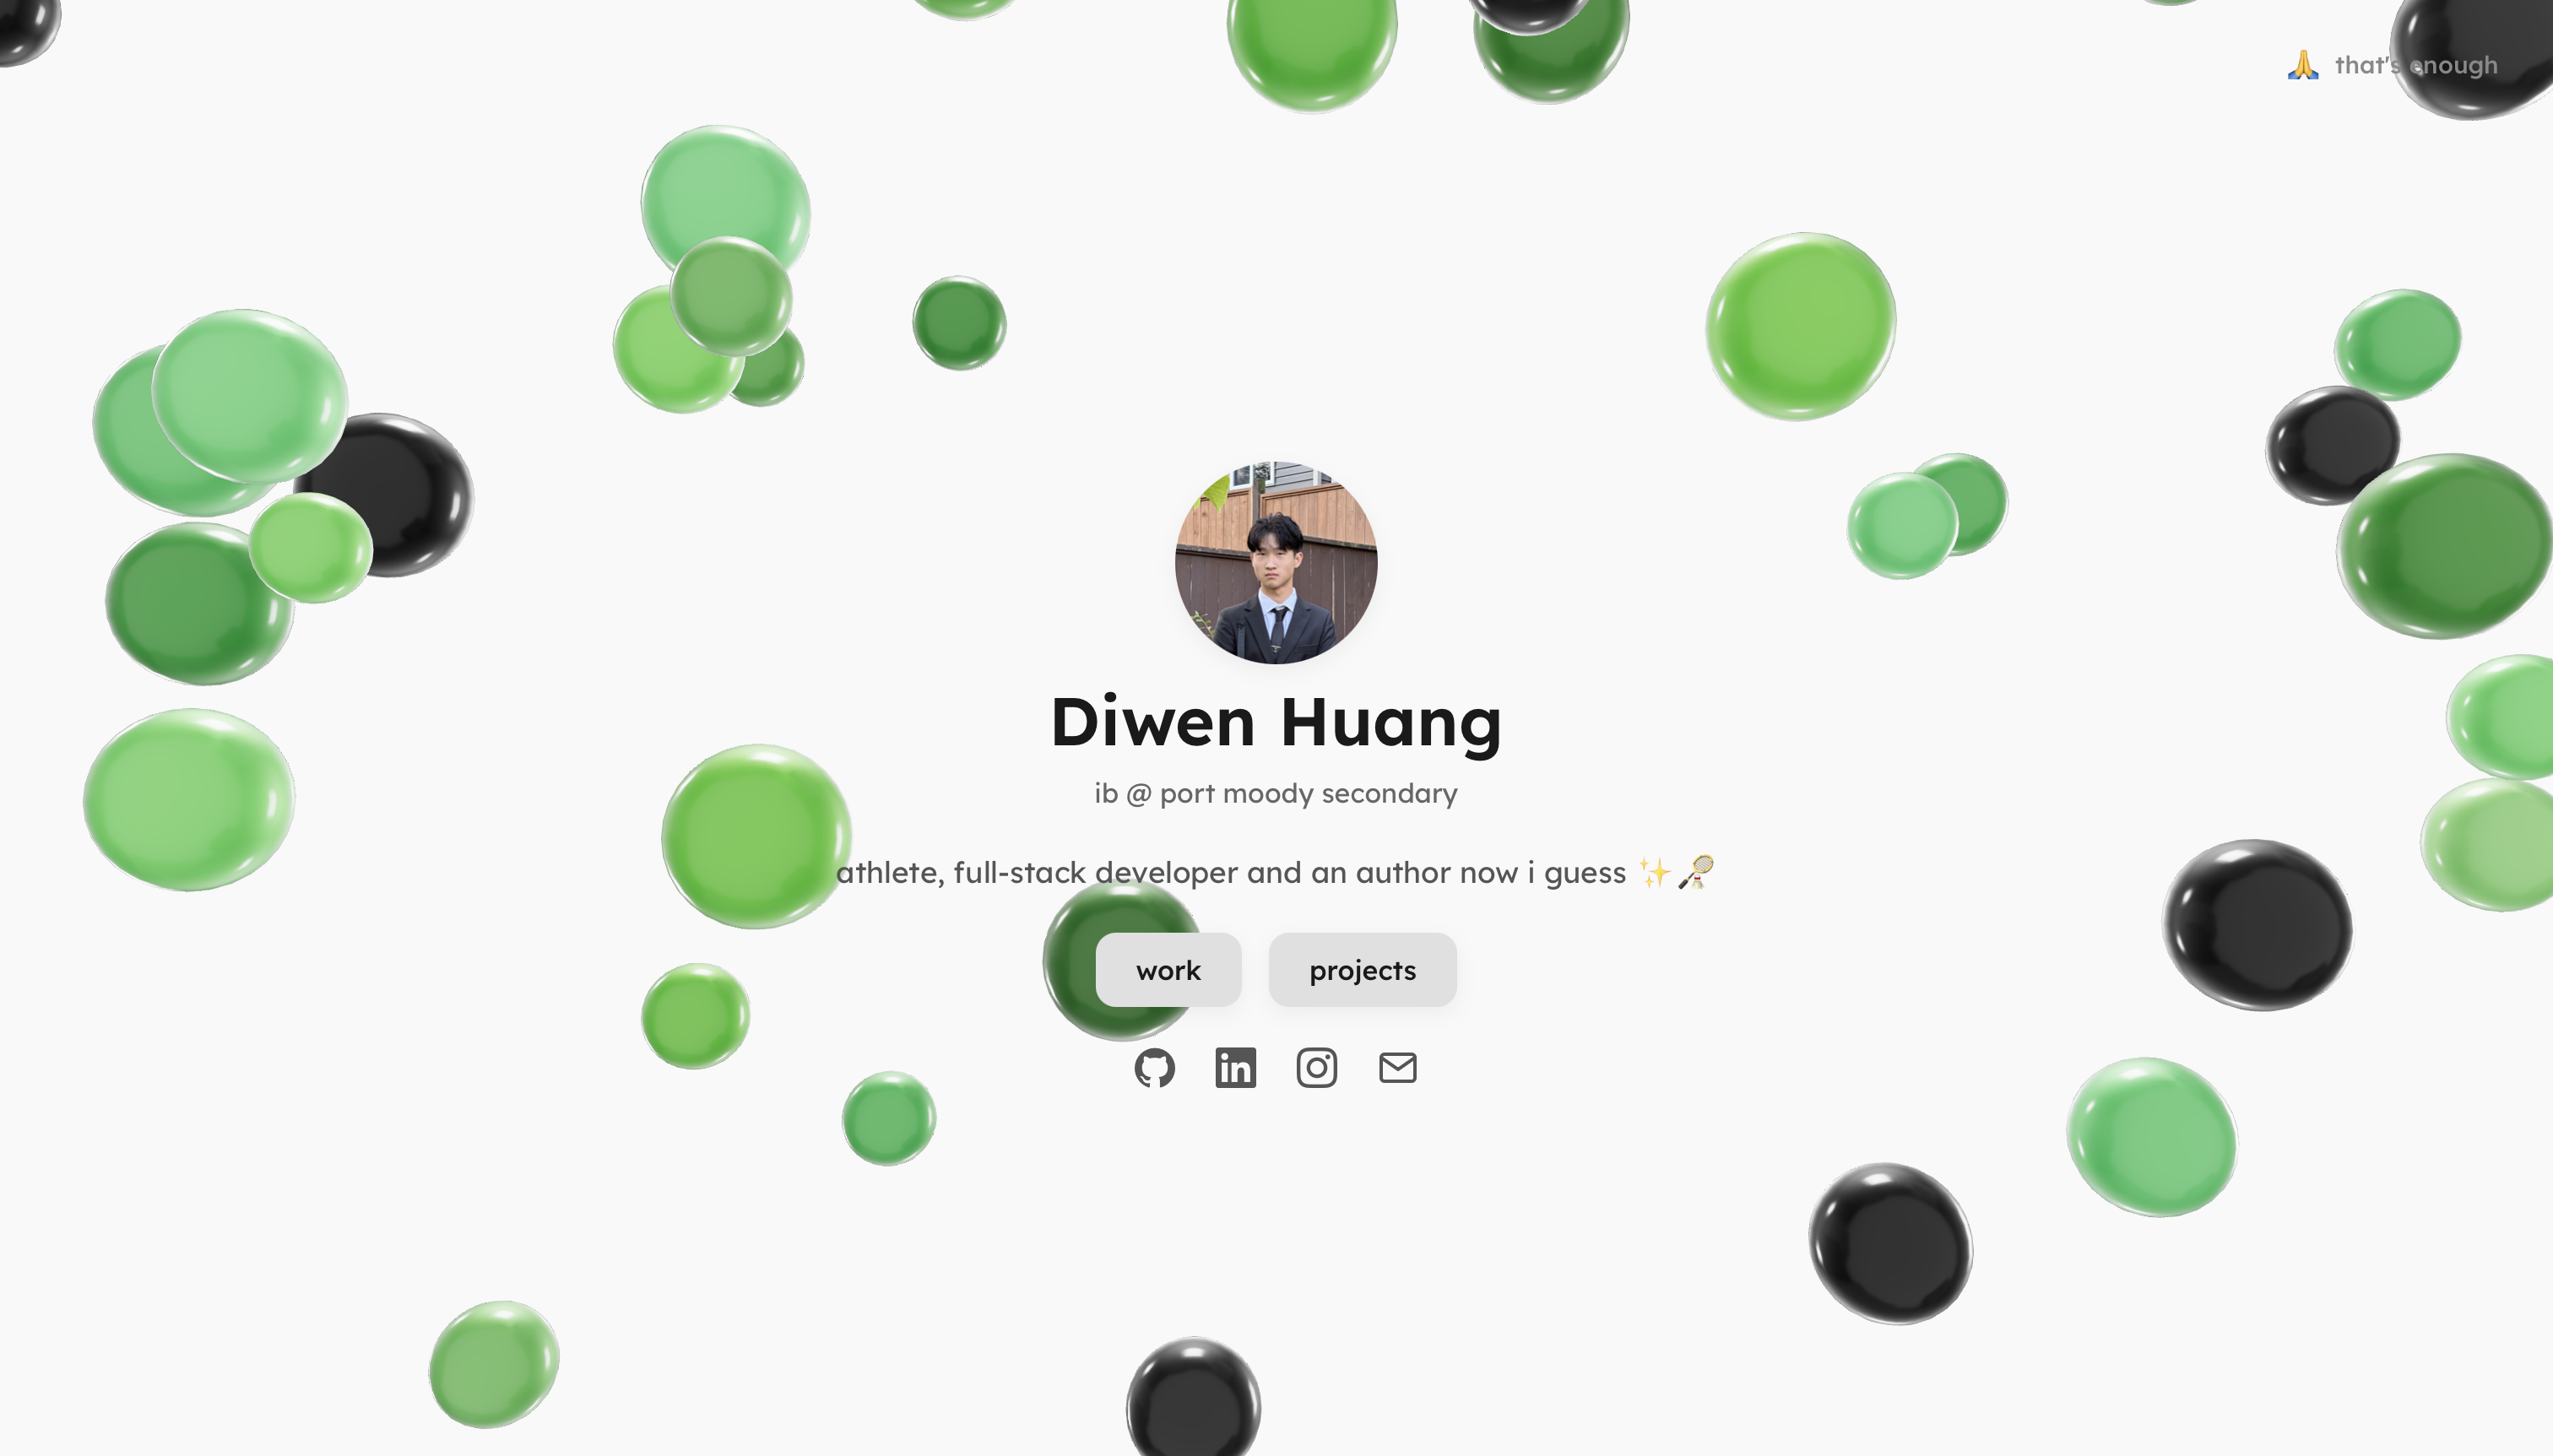 🙏 that's enough
Diwen Huang
ib @ port moody secondary
athlete, full-stack developer and an author now i guess ✨🏸
work
projects
in